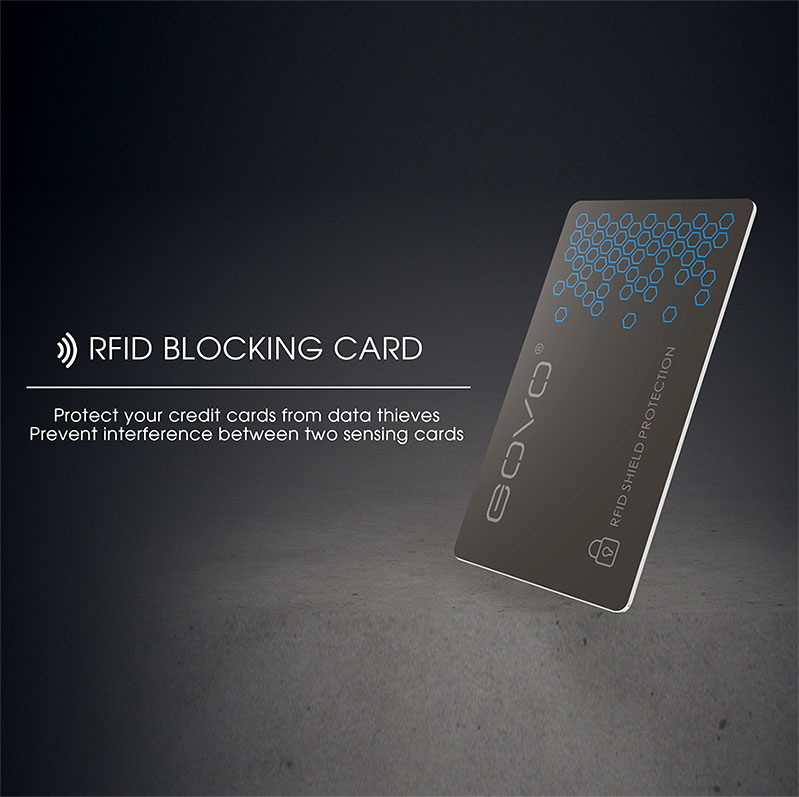 RFID BLOCKING CARD
Protect your credit cards from data thieves
Prevent interference between two sensing cards
GOVO®
RFID SHIELD PROTECTION